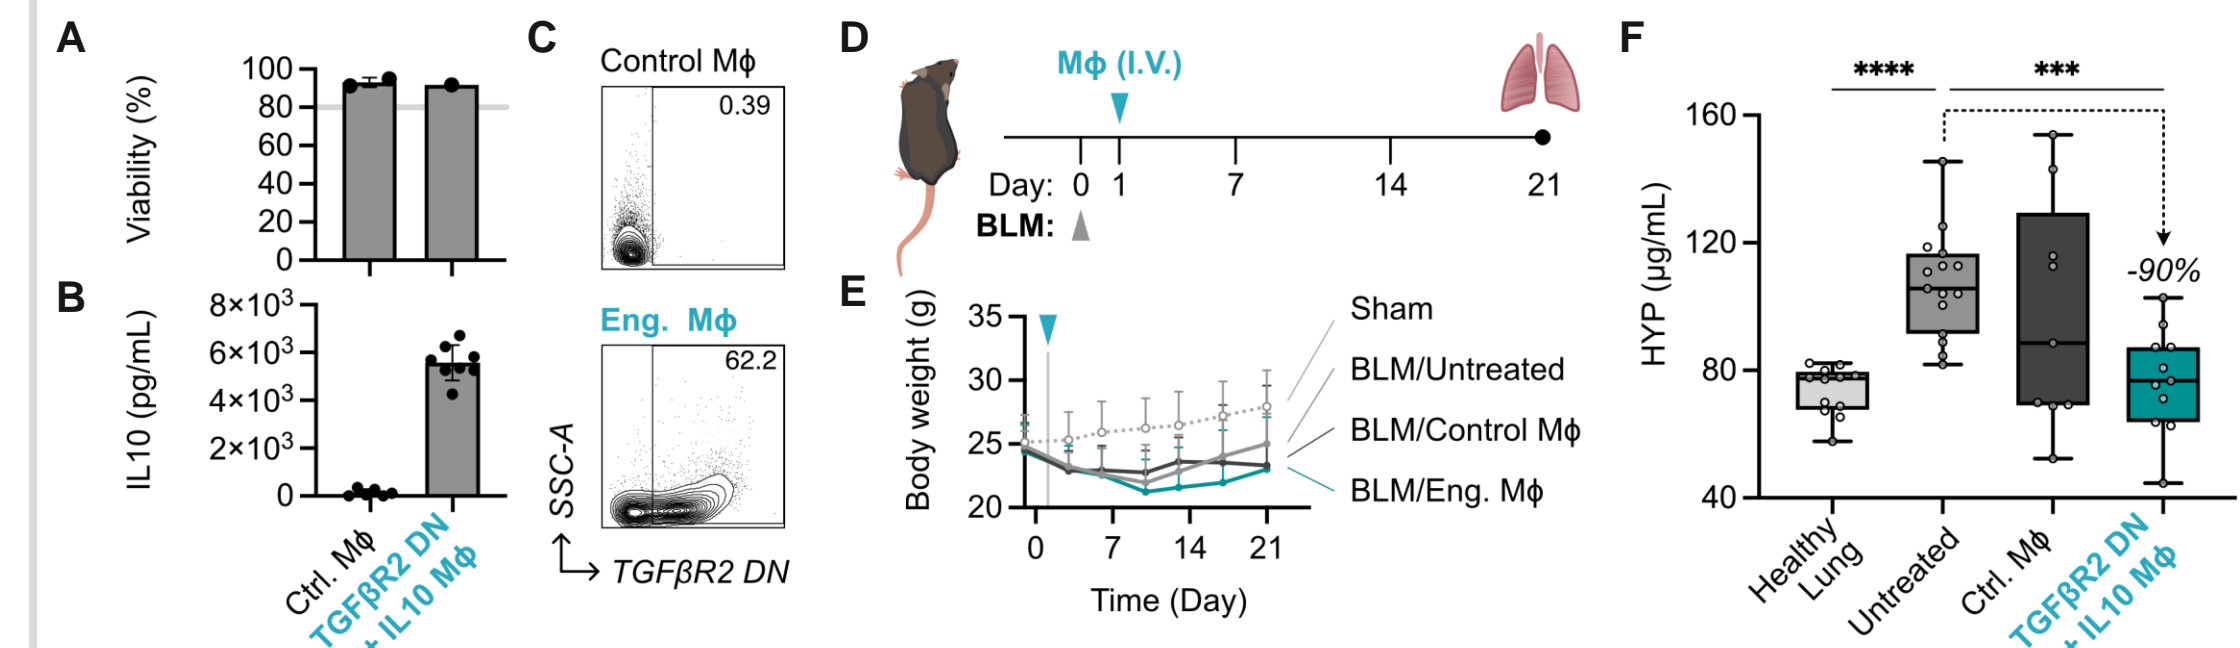 A
Viability (%)
100
80
60
40
20
0
B
IL10 (pg/mL)
8×10³
6×10³
4×10³
2×10³
0
Ctrl. Mϕ
TGFβR2 DN
+ IL10 Mϕ
C
Control Mϕ
0.39
Eng. Mϕ
62.2
SSC-A
TGFβR2 DN
D
Mϕ (I.V.)
Day: 0 1 7 14 21
BLM:
E
Body weight (g)
35
30
25
20
0 7 14 21
Time (Day)
Sham
BLM/Untreated
BLM/Control Mϕ
BLM/Eng. Mϕ
F
**** ***
HYP (μg/mL)
160
120
80
40
-90%
Healthy
Lung
Untreated
Ctrl. Mϕ
TGFβR2 DN
+ IL10 Mϕ